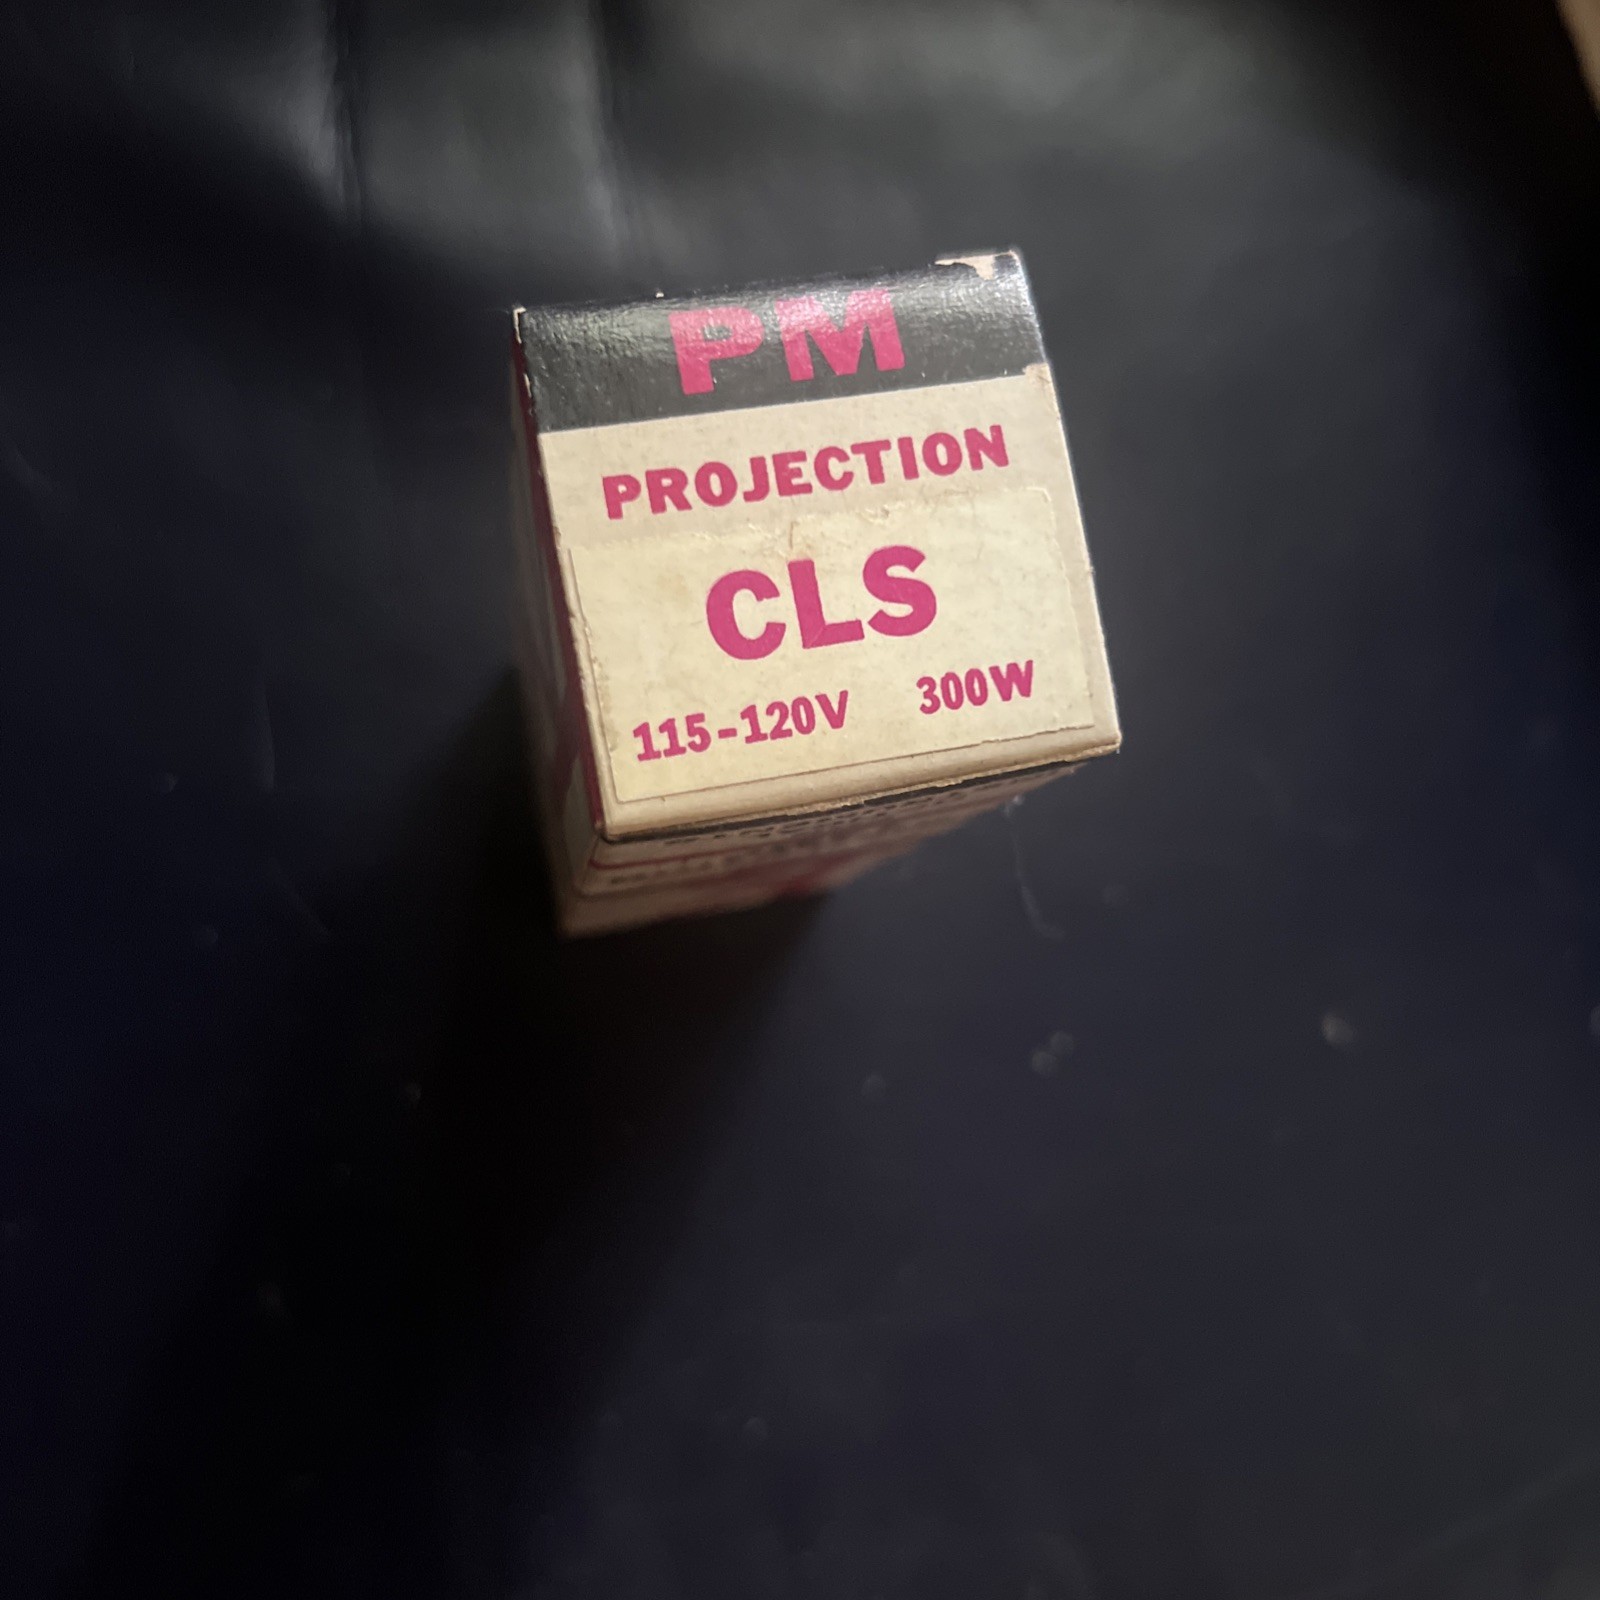 PM
PROJECTION
CLS
115-120V 300W